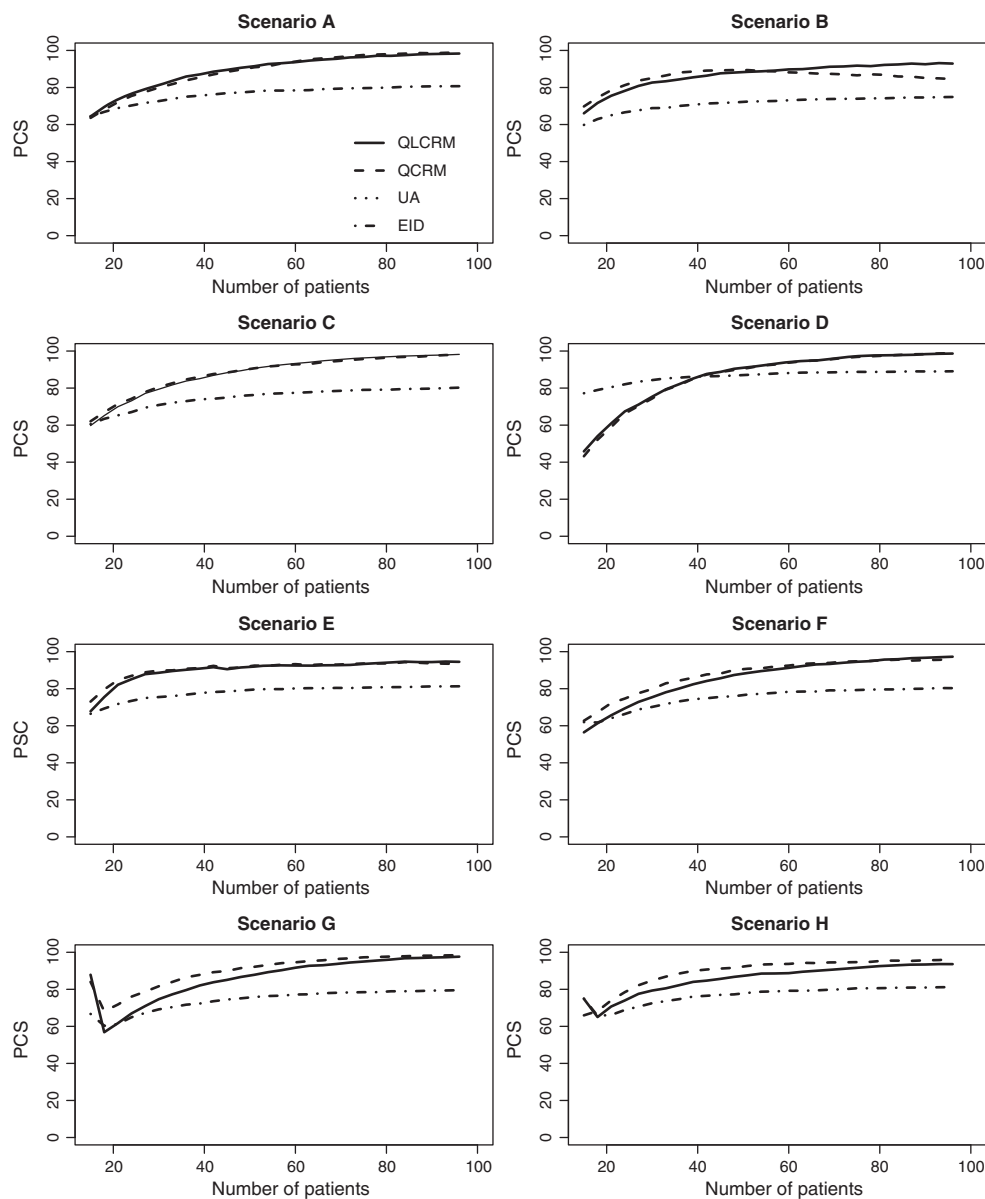 Scenario A
PCS
0 20 40 60 80 100
QLCRM
QCRM
UA
EID
20 40 60 80 100
Number of patients
Scenario B
PCS
0 20 40 60 80 100
20 40 60 80 100
Number of patients
Scenario C
PCS
0 20 40 60 80 100
20 40 60 80 100
Number of patients
Scenario D
PCS
0 20 40 60 80 100
20 40 60 80 100
Number of patients
Scenario E
PSC
0 20 40 60 80 100
20 40 60 80 100
Number of patients
Scenario F
PCS
0 20 40 60 80 100
20 40 60 80 100
Number of patients
Scenario G
PCS
0 20 40 60 80 100
20 40 60 80 100
Number of patients
Scenario H
PCS
0 20 40 60 80 100
20 40 60 80 100
Number of patients